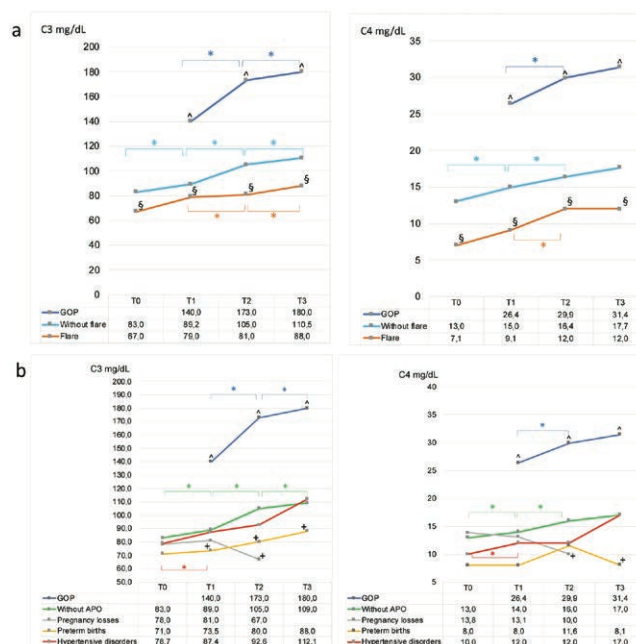 a
C3 mg/dL
200
180
160
140
120
100
80
60
40
20
0
^ ^ ^
* *
* * *
§ § § §
* *
T0 T1 T2 T3
GOP 140,0 173,0 180,0
Without flare 83,0 89,2 105,0 110,5
Flare 67,0 79,0 81,0 88,0
C4 mg/dL
35
30
25
20
15
10
5
0
^ ^ ^
*
* *
§ § § §
*
T0 T1 T2 T3
GOP 26,4 29,9 31,4
Without flare 13,0 15,0 16,4 17,7
Flare 7,1 9,1 12,0 12,0
b
C3 mg/dL
200,0
190,0
180,0
170,0
160,0
150,0
140,0
130,0
120,0
110,0
100,0
90,0
80,0
70,0
60,0
50,0
^ ^ ^
* *
* * *
+ + + +
*
T0 T1 T2 T3
GOP 140,0 173,0 180,0
Without APO 83,0 89,0 105,0 109,0
Pregnancy losses 78,0 81,0 67,0
Preterm births 71,0 73,5 80,0 88,0
Hypertensive disorders 78,7 87,4 92,6 112,1
C4 mg/dL
40
35
30
25
20
15
10
5
^ ^ ^
*
* *
*
+ +
T0 T1 T2 T3
GOP 26,4 29,9 31,4
Without APO 13,0 14,0 16,0 17,0
Pregnancy losses 13,8 13,1 10,0
Preterm births 8,0 8,0 11,6 8,1
Hypertensive disorders 10,0 12,0 12,0 17,0